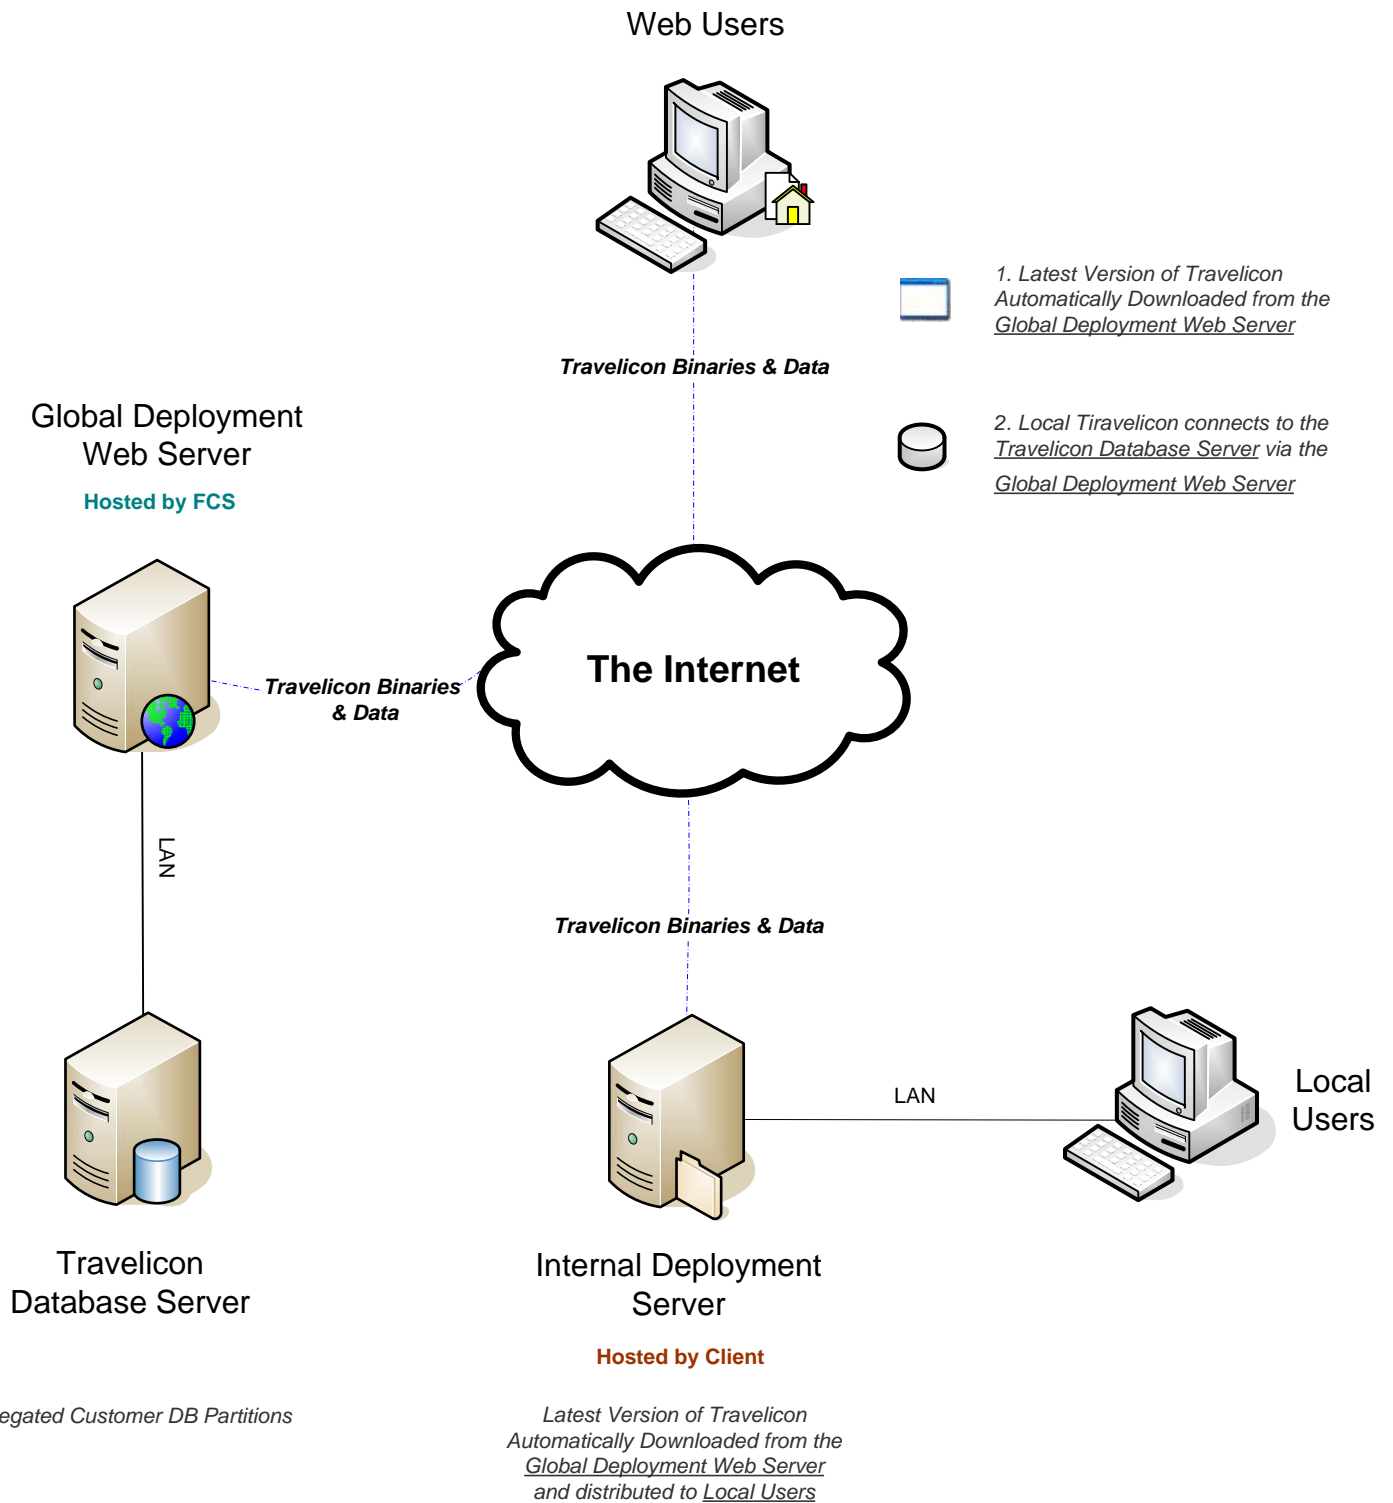 Web Users
1. Latest Version of Travelicon
Automatically Downloaded from the
Global Deployment Web Server
Travelicon Binaries & Data
Global Deployment
Web Server
Hosted by FCS
2. Local Tiravelicon connects to the
Travelicon Database Server via the
Global Deployment Web Server
The Internet
Travelicon Binaries
& Data
LAN
Travelicon Binaries & Data
LAN
Local
Users
Travelicon
Database Server
Internal Deployment
Server
Hosted by Client
Customer DB Partitions
Latest Version of Travelicon
Automatically Downloaded from the
Global Deployment Web Server
and distributed to Local Users